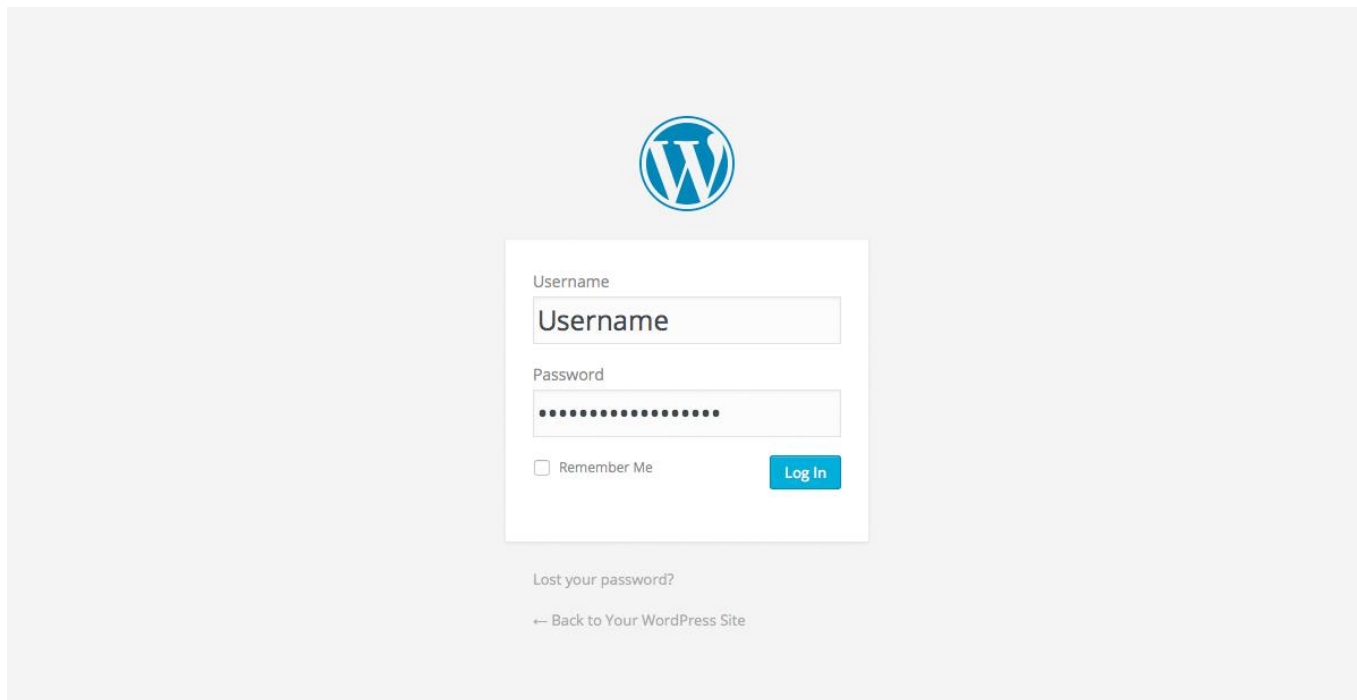 Username
Username
Password
••••••••••••••••••
Remember Me
Log In
Lost your password?
← Back to Your WordPress Site